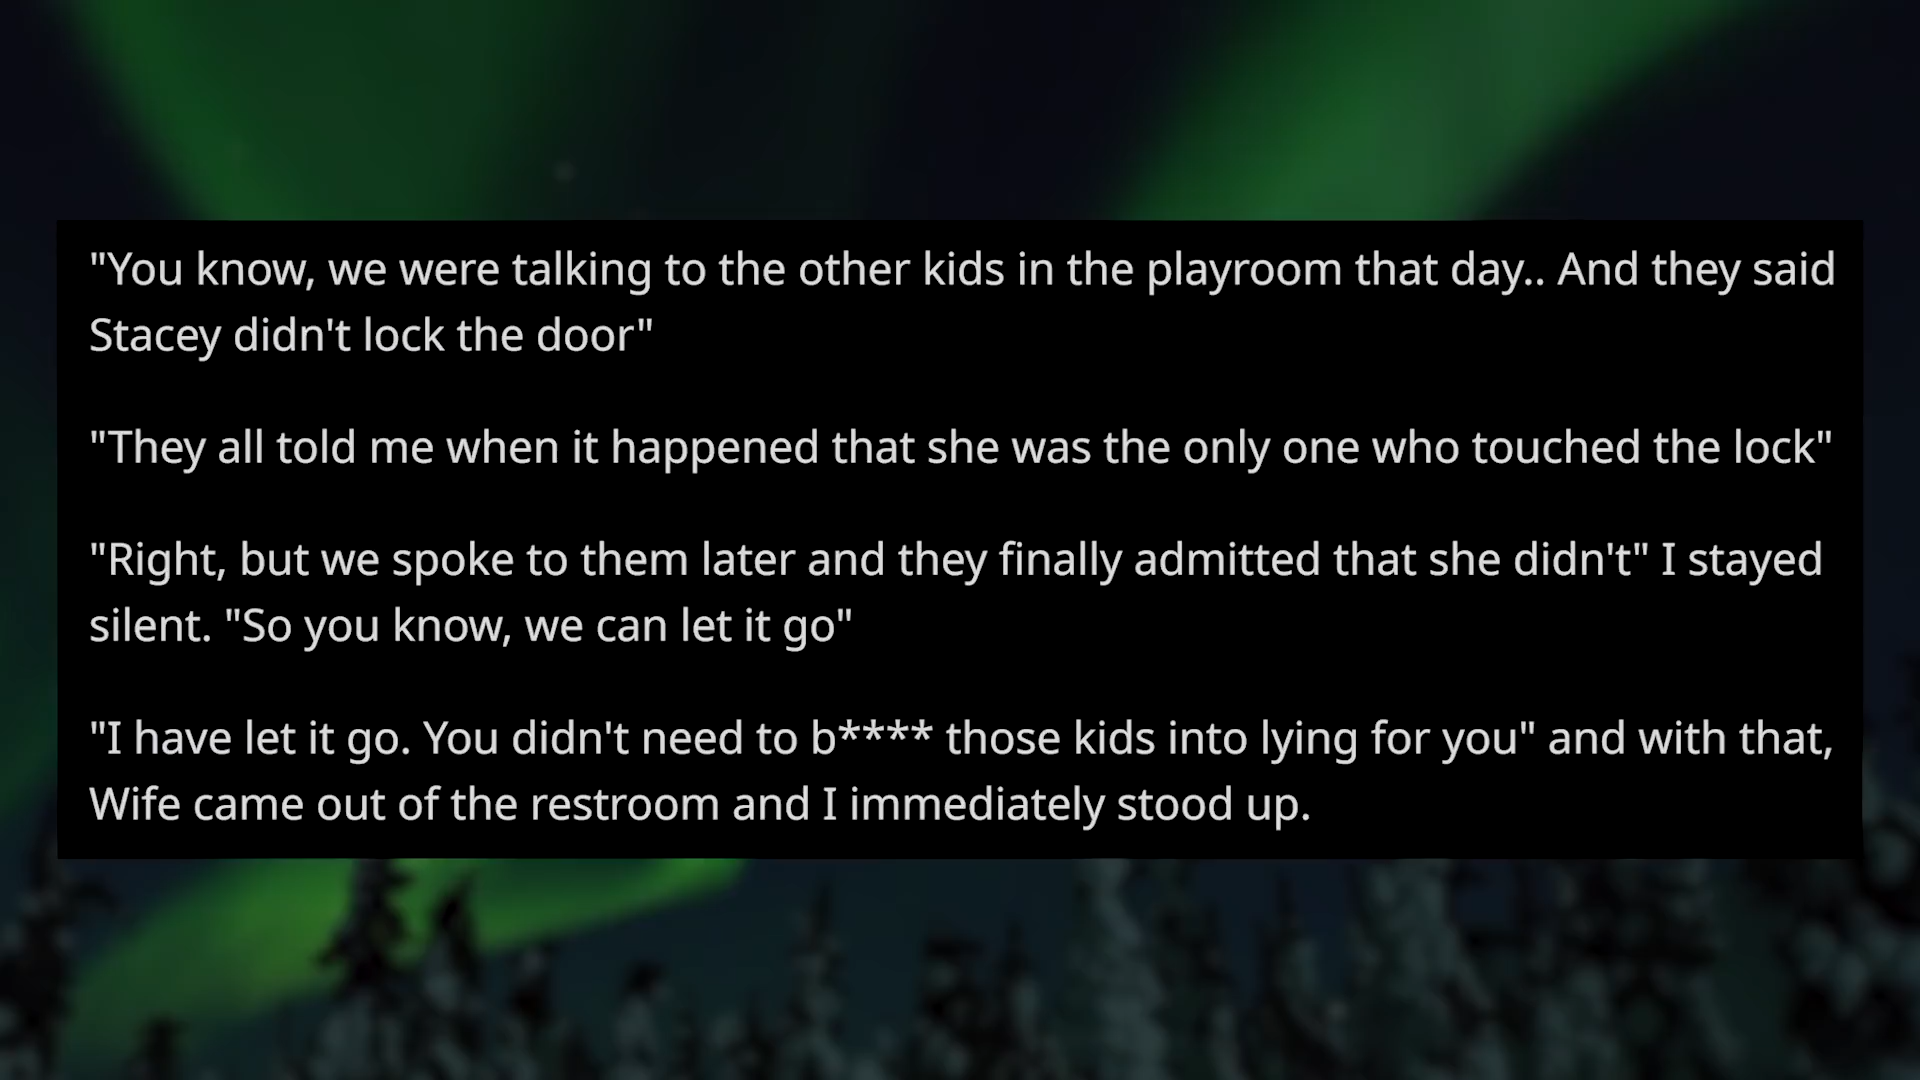 "You know, we were talking to the other kids in the playroom that day.. And they said
Stacey didn't lock the door"
"They all told me when it happened that she was the only one who touched the lock"
"Right, but we spoke to them later and they finally admitted that she didn't" I stayed
silent. "So you know, we can let it go"
"I have let it go. You didn't need to b**** those kids into lying for you" and with that,
Wife came out of the restroom and I immediately stood up.